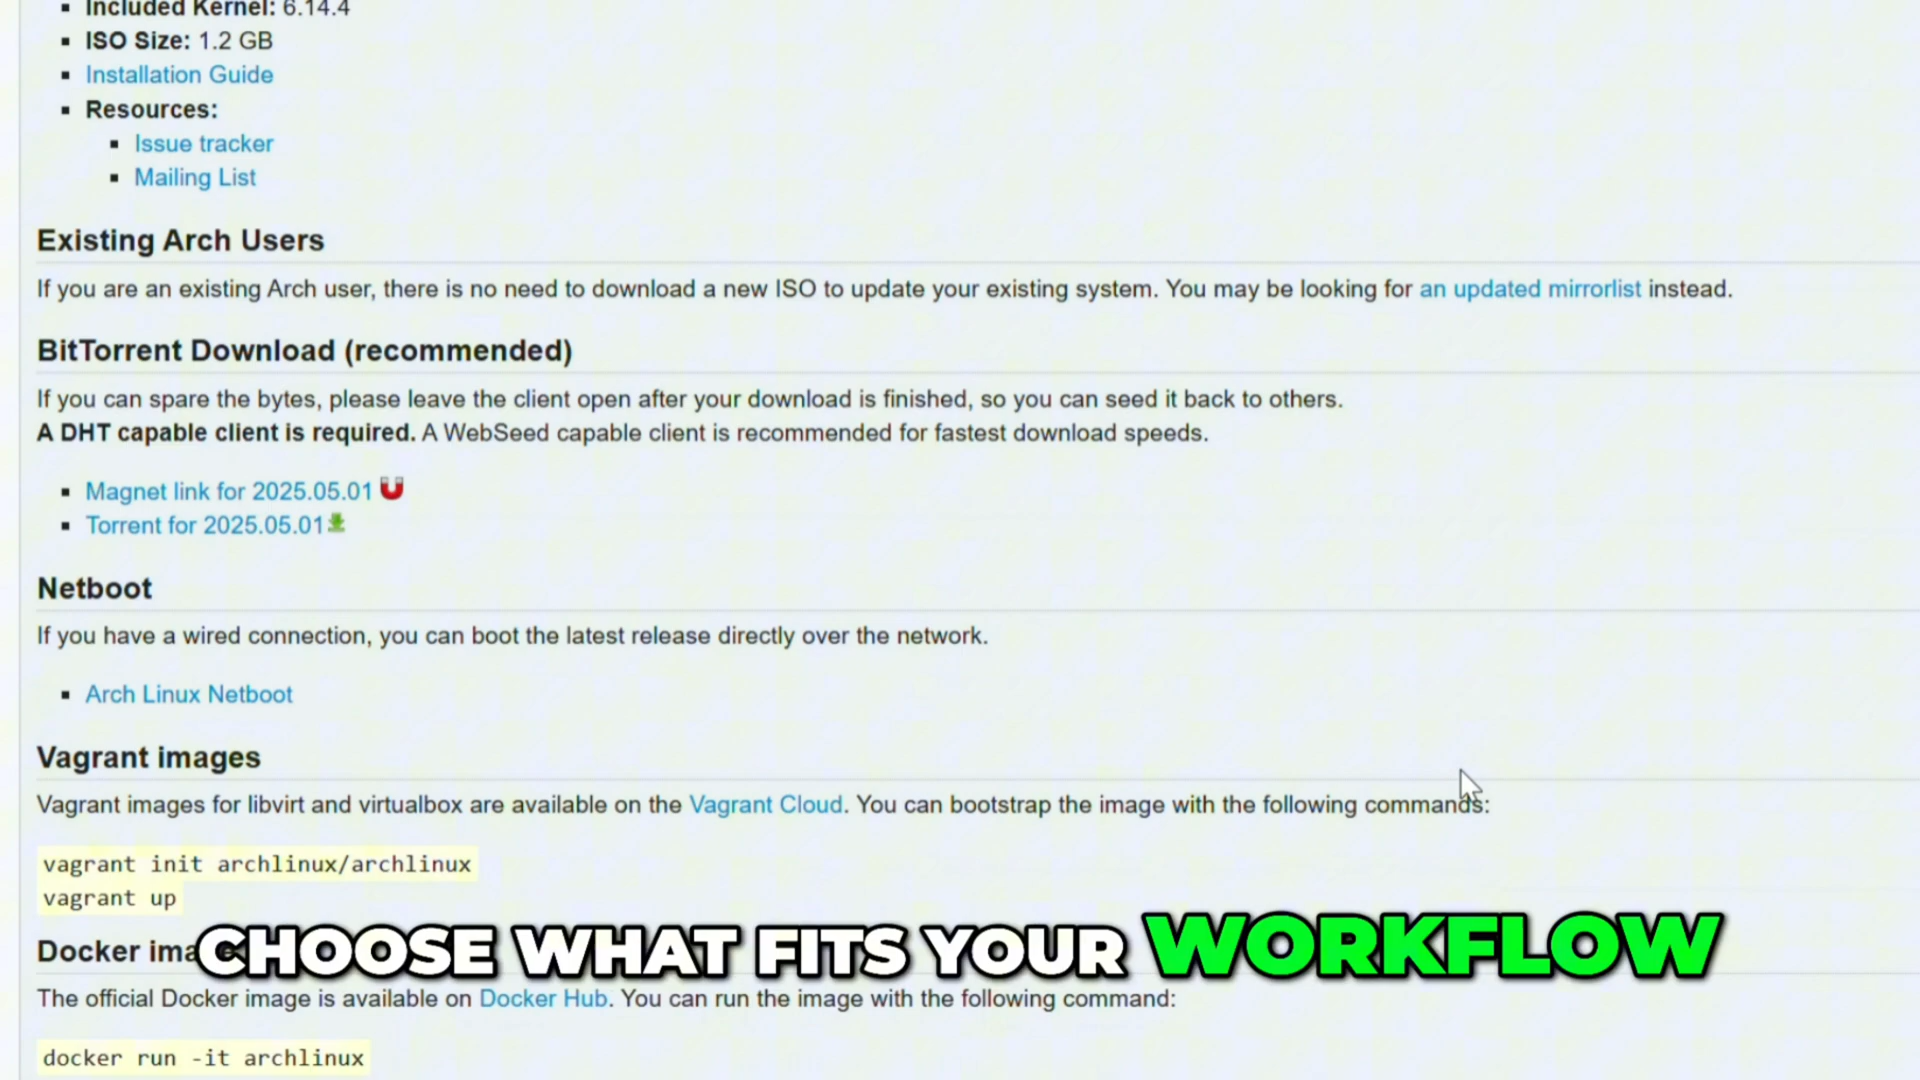 Included Kernel: 6.14.4
ISO Size: 1.2 GB
Installation Guide
Resources:
Issue tracker
Mailing List
Existing Arch Users
If you are an existing Arch user, there is no need to download a new ISO to update your existing system. You may be looking for an updated mirrorlist instead.
BitTorrent Download (recommended)
If you can spare the bytes, please leave the client open after your download is finished, so you can seed it back to others.
A DHT capable client is required. A WebSeed capable client is recommended for fastest download speeds.
Magnet link for 2025.05.01
Torrent for 2025.05.01
Netboot
If you have a wired connection, you can boot the latest release directly over the network.
Arch Linux Netboot
Vagrant images
Vagrant images for libvirt and virtualbox are available on the Vagrant Cloud. You can bootstrap the image with the following commands:
vagrant init archlinux/archlinux
vagrant up
Docker ima
CHOOSE WHAT FITS YOUR WORKFLOW
The official Docker image is available on Docker Hub. You can run the image with the following command:
docker run -it archlinux